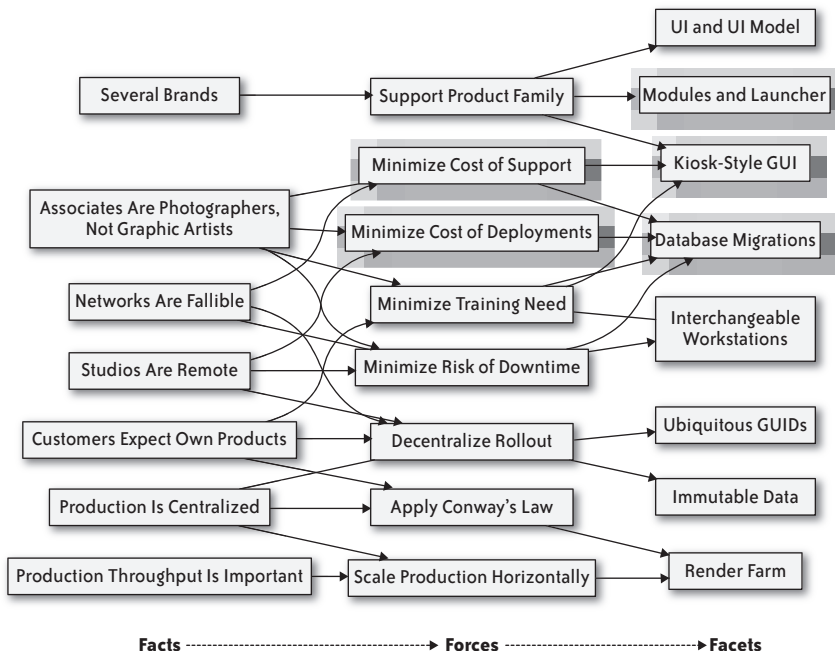 Several Brands
Associates Are Photographers,
Not Graphic Artists
Networks Are Fallible
Studios Are Remote
Customers Expect Own Products
Production Is Centralized
Production Throughput Is Important
Support Product Family
Minimize Cost of Support
Minimize Cost of Deployments
Minimize Training Need
Minimize Risk of Downtime
Decentralize Rollout
Apply Conway's Law
Scale Production Horizontally
UI and UI Model
Modules and Launcher
Kiosk-Style GUI
Database Migrations
Interchangeable
Workstations
Ubiquitous GUIDs
Immutable Data
Render Farm
Facts Forces Facets